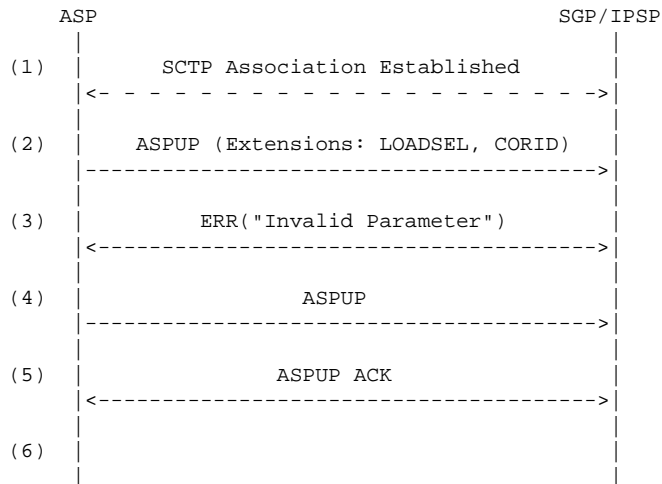 ASP SGP/IPSP
(1) SCTP Association Established
(2) ASPUP (Extensions: LOADSEL, CORID)
(3) ERR("Invalid Parameter")
(4) ASPUP
(5) ASPUP ACK
(6)